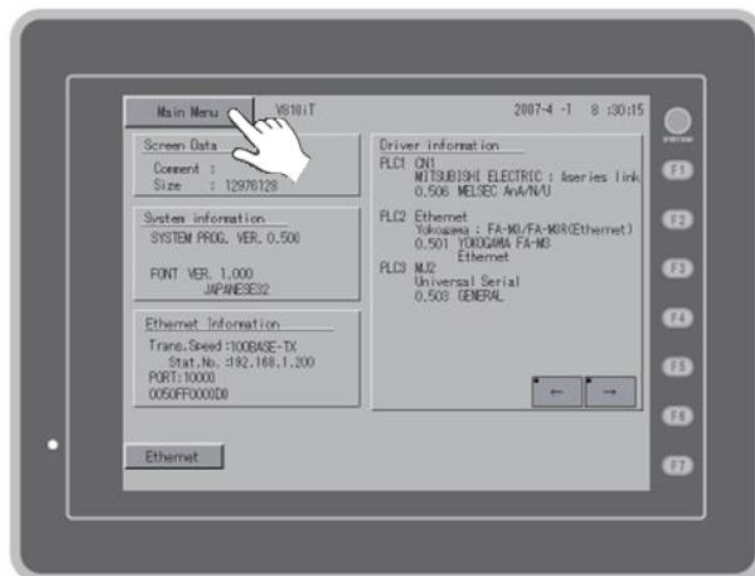 Main Menu
V810iT
2007-4 -1 8 :30:15
Screen Data
Comment :
Size : 12976128
System information
SYSTEM PROG. VER. 0.500
FONT VER. 1.000
JAPANESE32
Ethernet Information
Trans.Speed :100BASE-TX
Stat.No. :192.168.1.200
PORT:10000
0050FF0000D0
Ethernet
Driver information
PLC1 CN1
MITSUBISHI ELECTRIC : Aseries link
0.506 MELSEC AnA/N/U
PLC2 Ethernet
Yokogawa : FA-M3/FA-M3R(Ethernet)
0.501 YOKOGAWA FA-M3
Ethernet
PLC3 MJ2
Universal Serial
0.503 GENERAL
← →
F1
F2
F3
F4
F5
F6
F7